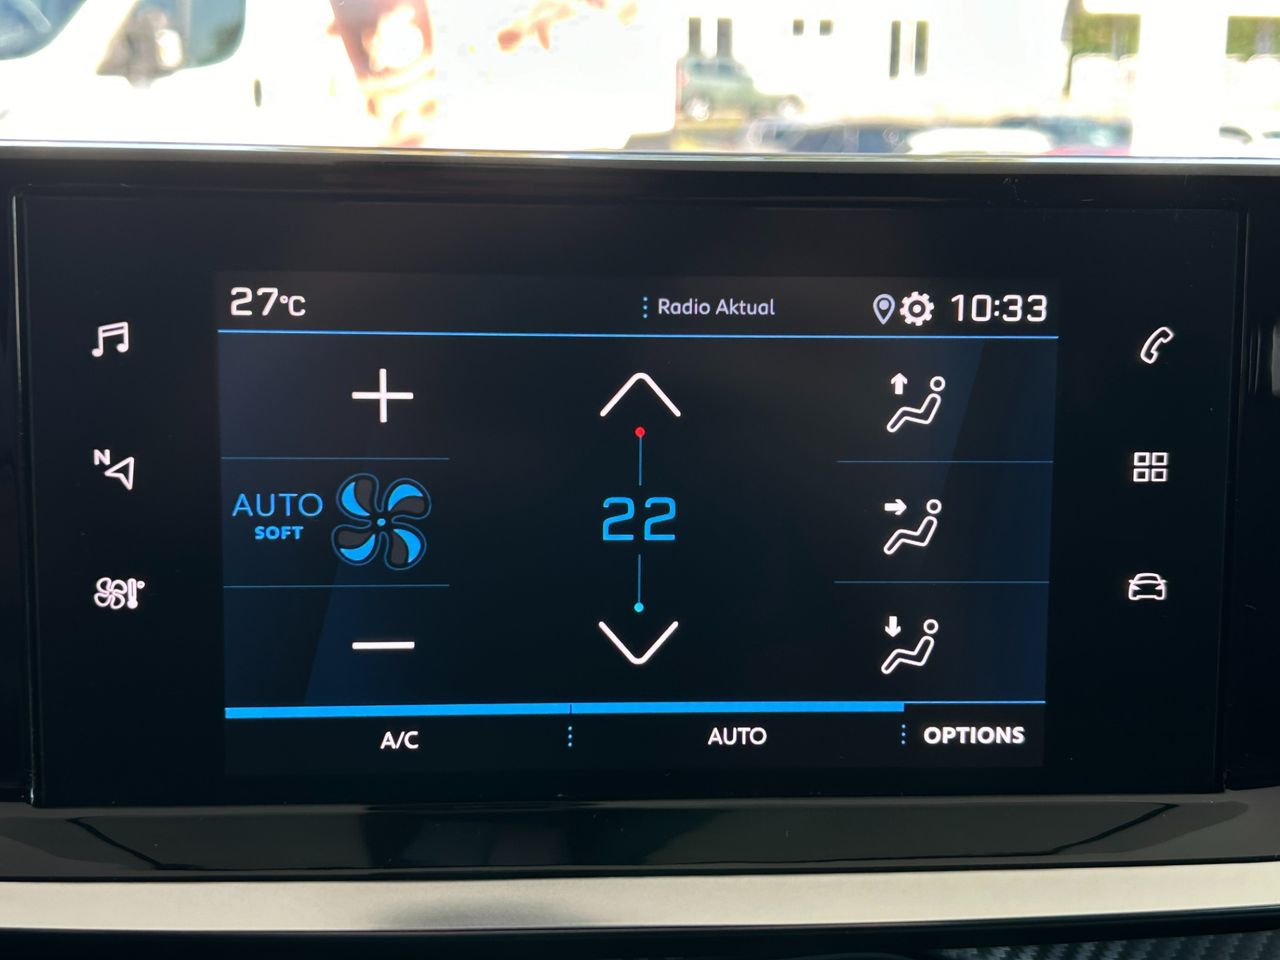 27°C
Radio Aktual
10:33
N
AUTO
SOFT
22
A/C
AUTO
OPTIONS